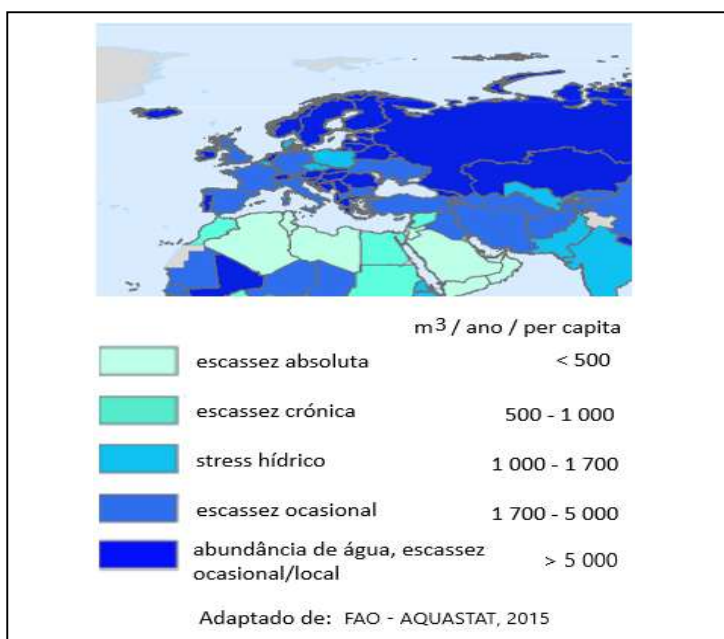 m3 / ano / per capita
escassez absoluta < 500
escassez crónica 500 - 1 000
stress hídrico 1 000 - 1 700
escassez ocasional 1 700 - 5 000
abundância de água, escassez
ocasional/local > 5 000
Adaptado de: FAO - AQUASTAT, 2015